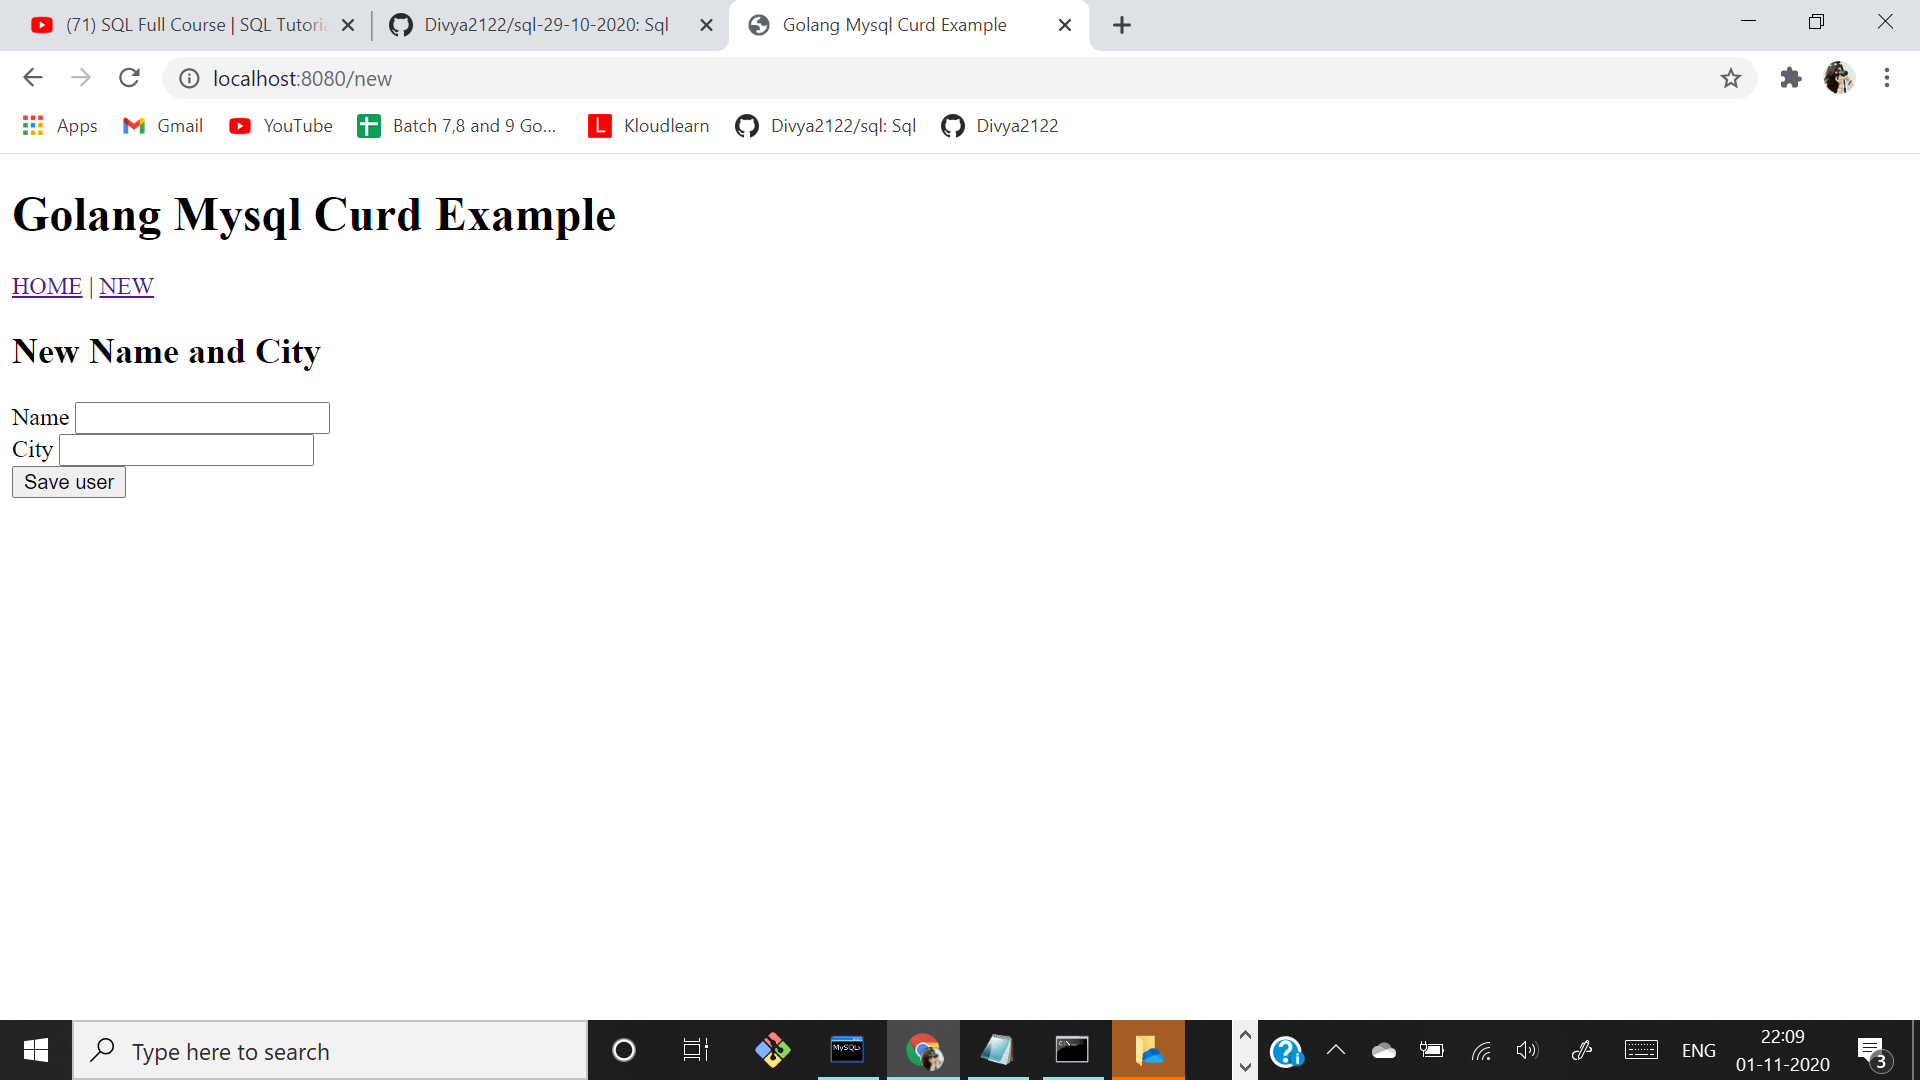 (71) SQL Full Course | SQL Tutoria
Divya2122/sql-29-10-2020: Sql
Golang Mysql Curd Example
localhost:8080/new
Apps
Gmail
YouTube
Batch 7,8 and 9 Go...
L
Kloudlearn
Divya2122/sql: Sql
Divya2122
Golang Mysql Curd Example
HOME | NEW
New Name and City
Name
City
Save user
Type here to search
MySQL>
ENG
22:09
01-11-2020
3